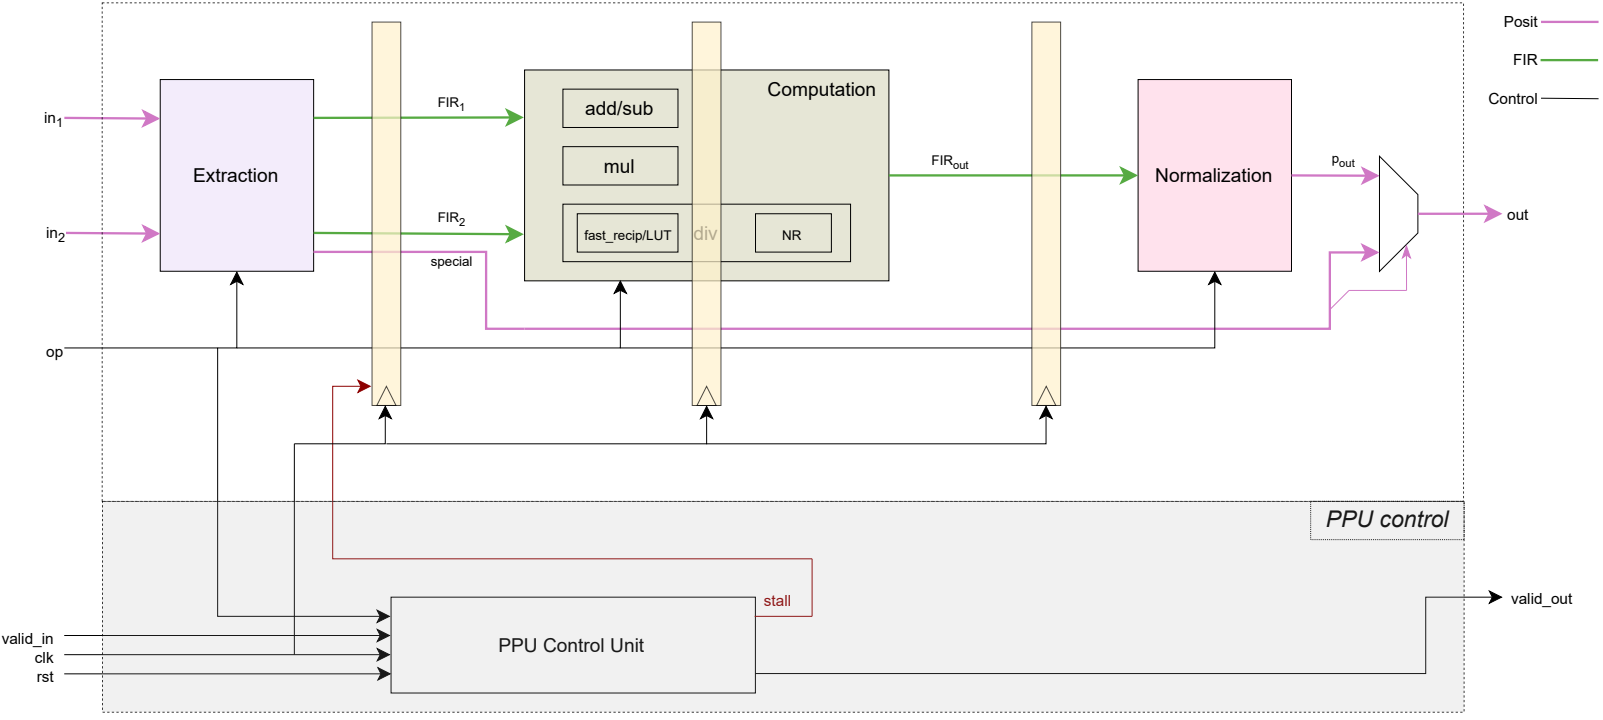 Posit
FIR
Control
in1
in2
Extraction
FIR1
FIR2
special
Computation
add/sub
mul
fast_recip/LUT
div
NR
FIRout
Normalization
pout
out
op
PPU control
stall
PPU Control Unit
valid_in
clk
rst
valid_out